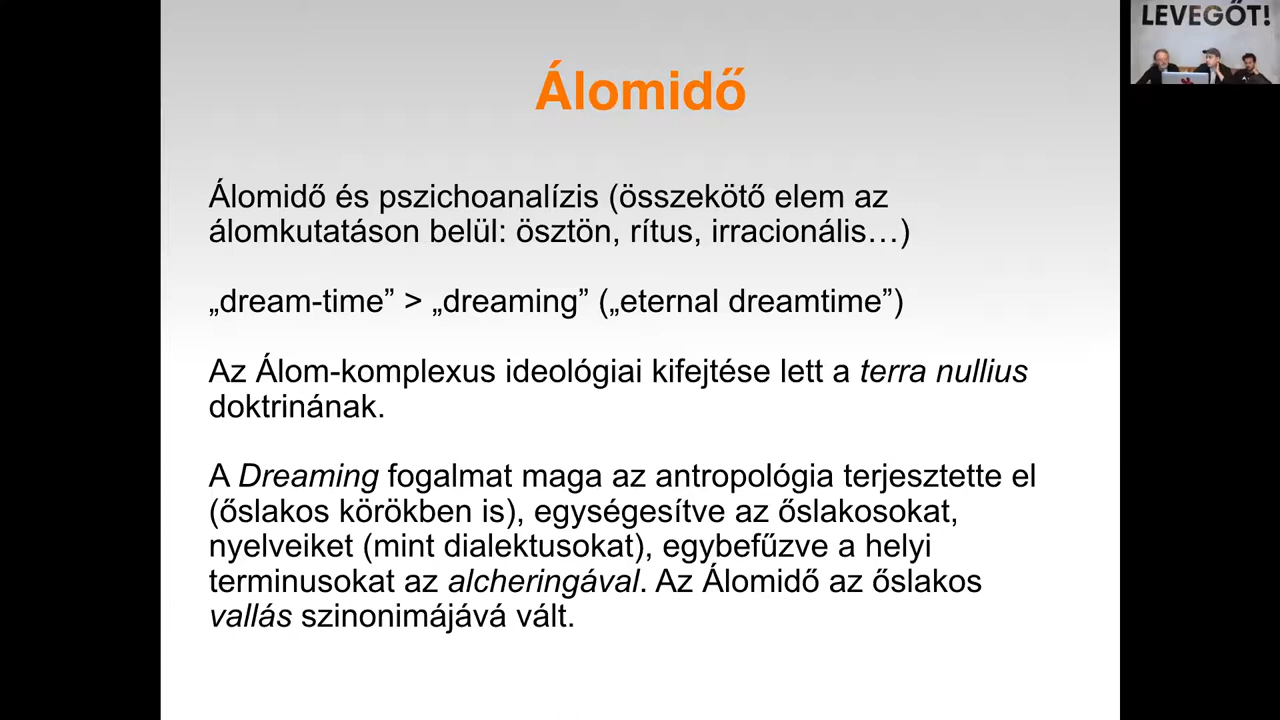 LEVEGŐT!
Álomidő
Álomidő és pszichoanalízis (összekötő elem az
álomkutatáson belül: ösztön, rítus, irracionális…)
„dream-time” > „dreaming” („eternal dreamtime”)
Az Álom-komplexus ideológiai kifejtése lett a terra nullius
doktrinának.
A Dreaming fogalmat maga az antropológia terjesztette el
(őslakos körökben is), egységesítve az őslakosokat,
nyelveiket (mint dialektusokat), egybefűzve a helyi
terminusokat az alcheringával. Az Álomidő az őslakos
vallás szinonimájává vált.